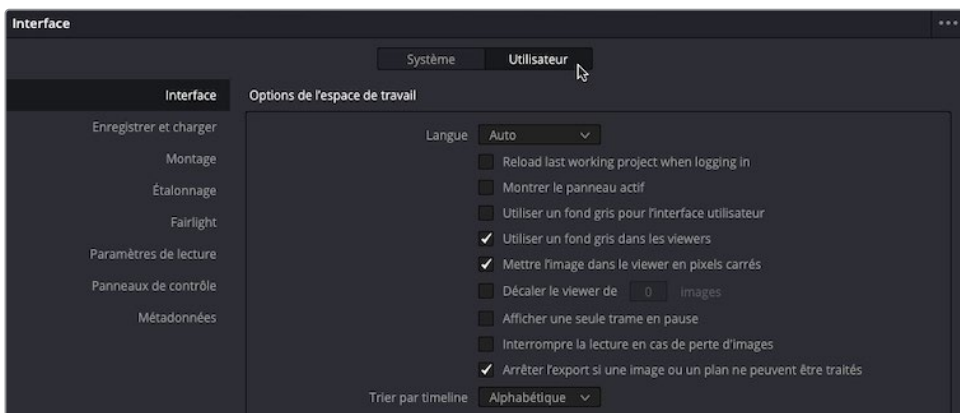 Interface
Système Utilisateur
Interface
Enregistrer et charger
Montage
Étalonnage
Fairlight
Paramètres de lecture
Panneaux de contrôle
Métadonnées
Options de l'espace de travail
Langue Auto
Reload last working project when logging in
Montrer le panneau actif
Utiliser un fond gris pour l'interface utilisateur
Utiliser un fond gris dans les viewers
Mettre l'image dans le viewer en pixels carrés
Décaler le viewer de 0 images
Afficher une seule trame en pause
Interrompre la lecture en cas de perte d'images
Arrêter l'export si une image ou un plan ne peuvent être traités
Trier par timeline Alphabétique